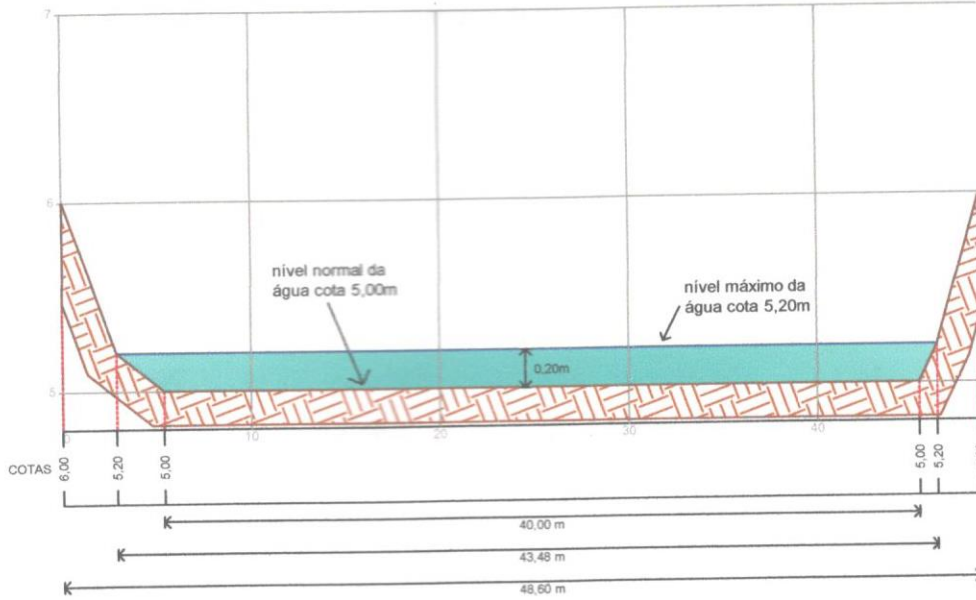 7
6
nível normal da
água cota 5,00m
nível máximo da
água cota 5,20m
0,20m
5
0
10
20
30
40
COTAS
6,00
5,20
5,00
5,00
5,20
40,00 m
43,48 m
48,60 m